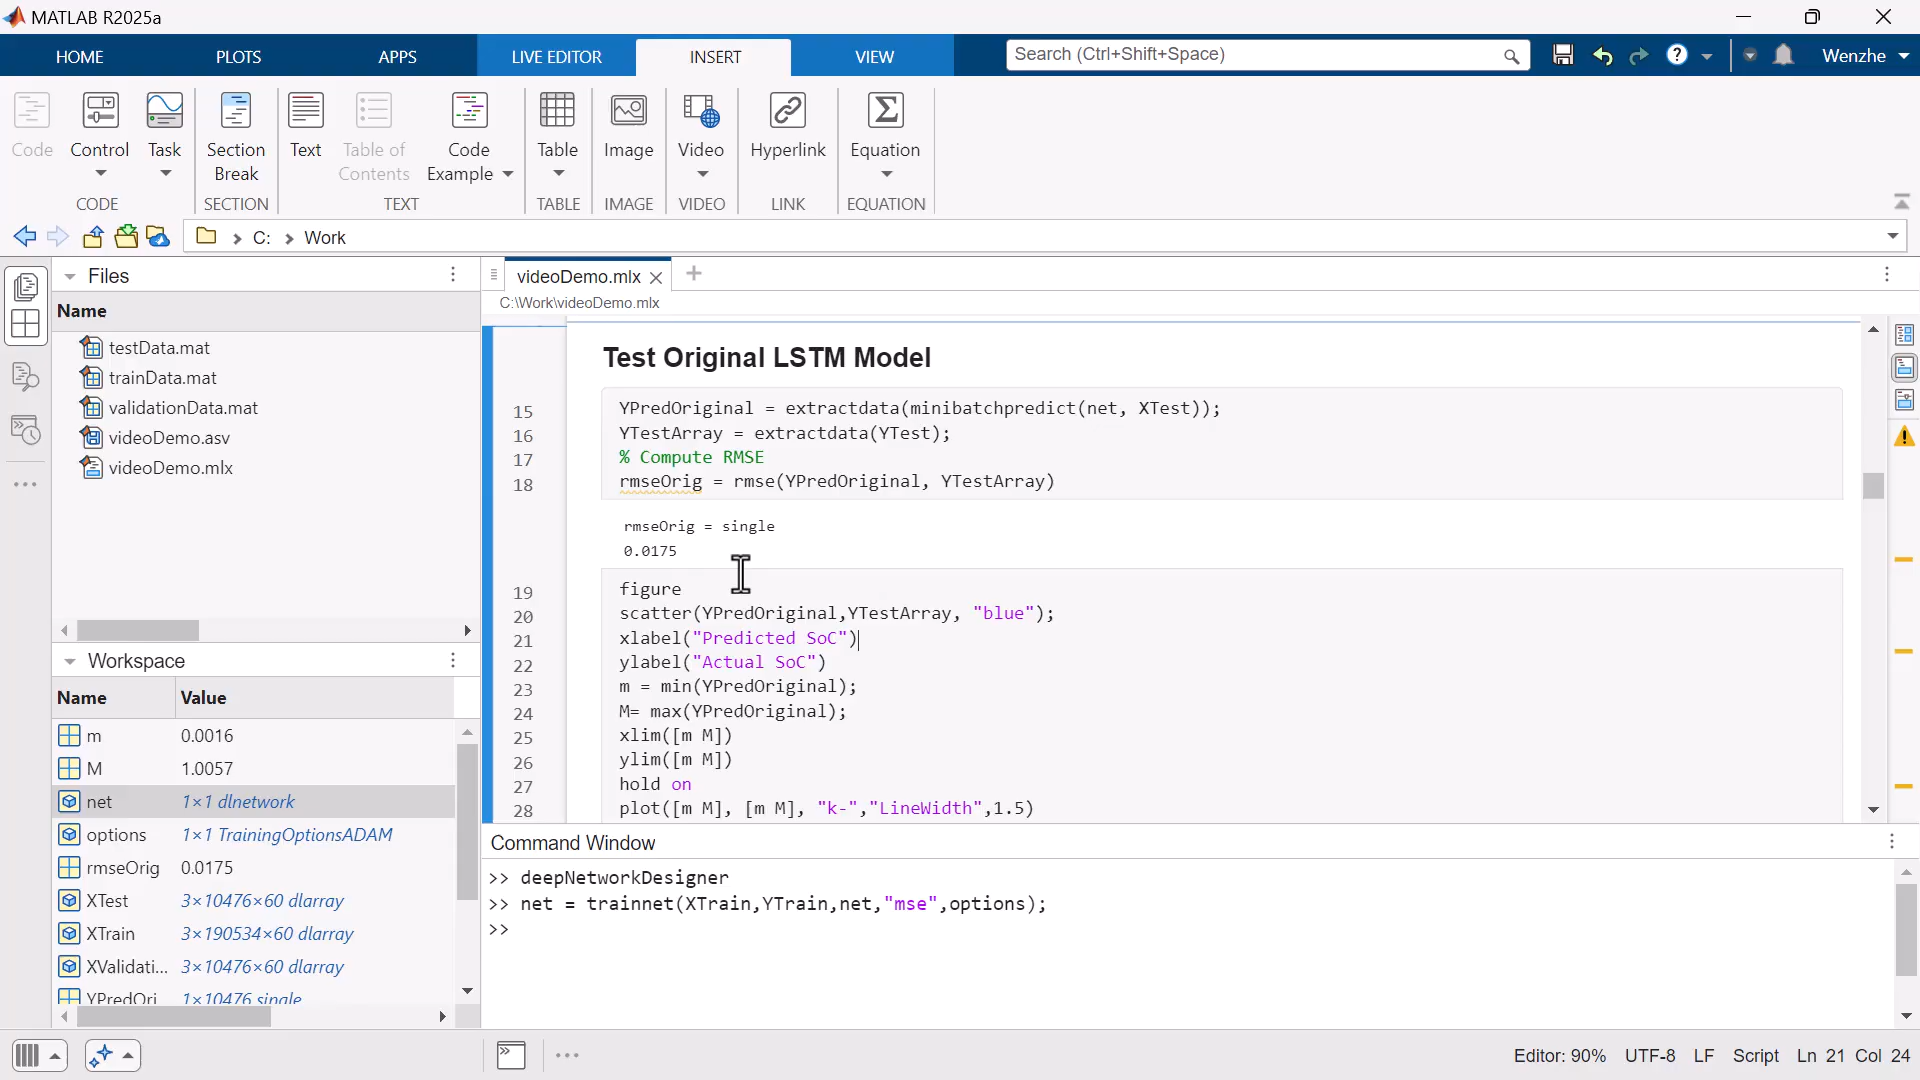 MATLAB R2025a
HOME PLOTS APPS LIVE EDITOR INSERT VIEW
Search (Ctrl+Shift+Space)
Wenzhe
Code Control Task Section Break Text Table of Contents Code Example Table Image Video Hyperlink Equation
CODE SECTION TEXT TABLE IMAGE VIDEO LINK EQUATION
C: Work
Files
Name
testData.mat
trainData.mat
validationData.mat
videoDemo.asv
videoDemo.mlx
Workspace
Name Value
m 0.0016
M 1.0057
net 1×1 dlnetwork
options 1×1 TrainingOptionsADAM
rmseOrig 0.0175
XTest 3×10476×60 dlarray
XTrain 3×190534×60 dlarray
XValidati... 3×10476×60 dlarray
YPredOri 1×10476 single
videoDemo.mlx
C:\Work\videoDemo.mlx
Test Original LSTM Model
15 YPredOriginal = extractdata(minibatchpredict(net, XTest));
16 YTestArray = extractdata(YTest);
17 % Compute RMSE
18 rmseOrig = rmse(YPredOriginal, YTestArray)
rmseOrig = single
0.0175
19 figure
20 scatter(YPredOriginal,YTestArray, "blue");
21 xlabel("Predicted SoC")
22 ylabel("Actual SoC")
23 m = min(YPredOriginal);
24 M= max(YPredOriginal);
25 xlim([m M])
26 ylim([m M])
27 hold on
28 plot([m M], [m M], "k-","LineWidth",1.5)
Command Window
>> deepNetworkDesigner
>> net = trainnet(XTrain,YTrain,net,"mse",options);
>>
Editor: 90% UTF-8 LF Script Ln 21 Col 24